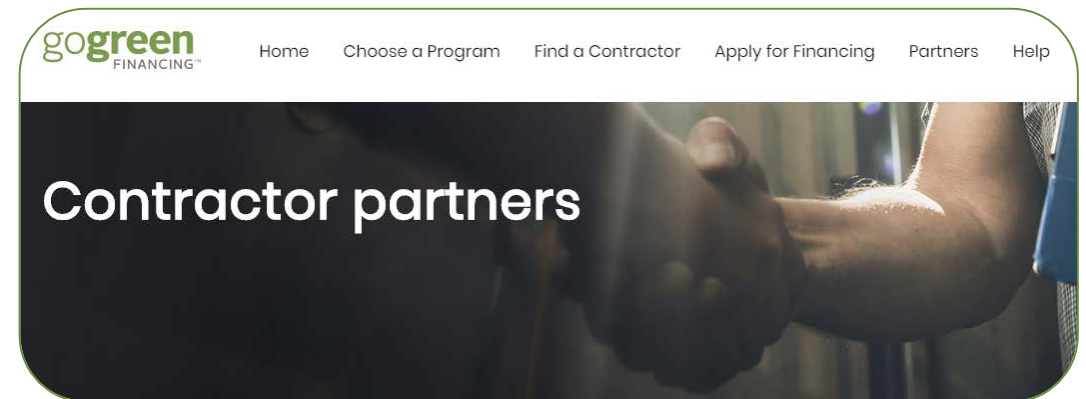 gogreen
FINANCING™
Home Choose a Program Find a Contractor Apply for Financing Partners Help
Contractor partners